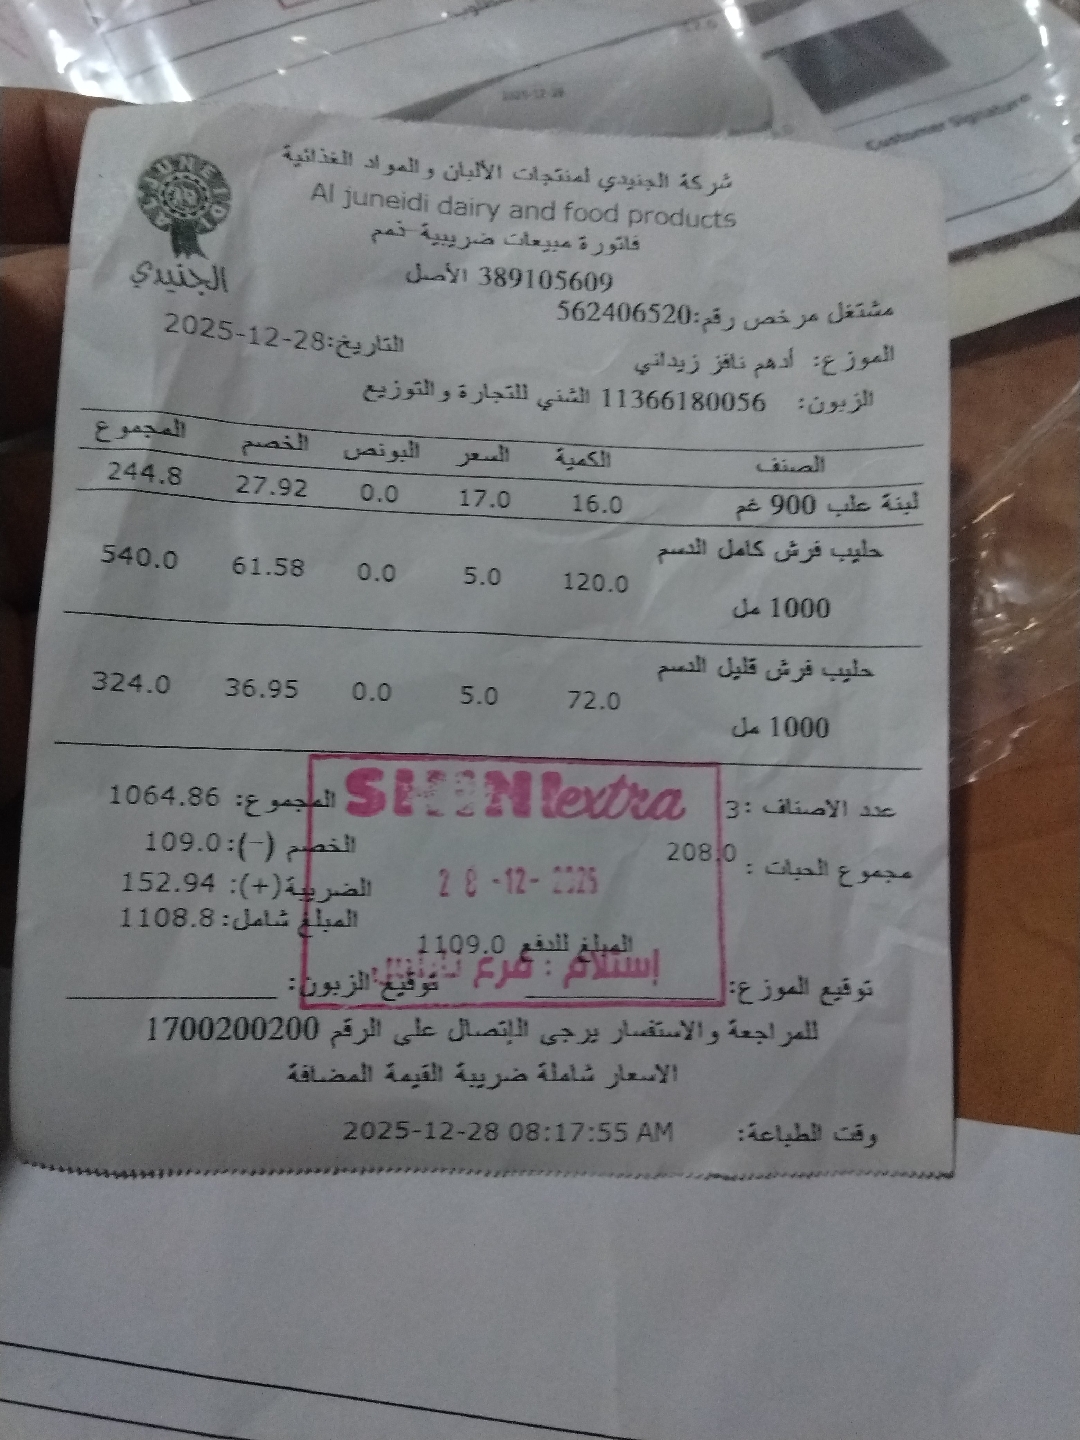 2025-12-28
Customer Signature
ALJUNEIDI
الجنيدي
شركة الجنيدي لمنتجات الألبان والمواد الغذائية
Al juneidi dairy and food products
فاتورة مبيعات ضريبية-ذمم
389105609 الأصل
مشتغل مرخص رقم:562406520
التاريخ:2025-12-28
الموزع: أدهم نافز زيداني
الزبون: 11366180056 الشني للتجارة والتوزيع
الصنف الكمية السعر البونص الخصم المجموع
لبنة علب 900 غم 16.0 17.0 0.0 27.92 244.8
حليب فرش كامل الدسم 1000 مل 120.0 5.0 0.0 61.58 540.0
حليب فرش قليل الدسم 1000 مل 72.0 5.0 0.0 36.95 324.0
عدد الاصناف :3
المجموع: 1064.86
مجموع الحبات : 208.0
الخصم (-):109.0
الضريبة(+): 152.94
المبلغ شامل: 1108.8
المبلغ للدفع 1109.0
SHINI extra
28-12-2025
إستلام : فرع
توقيع الموزع:
توقيع الزبون:
للمراجعة والاستفسار يرجى الإتصال على الرقم 1700200200
الاسعار شاملة ضريبة القيمة المضافة
وقت الطباعة: 2025-12-28 08:17:55 AM